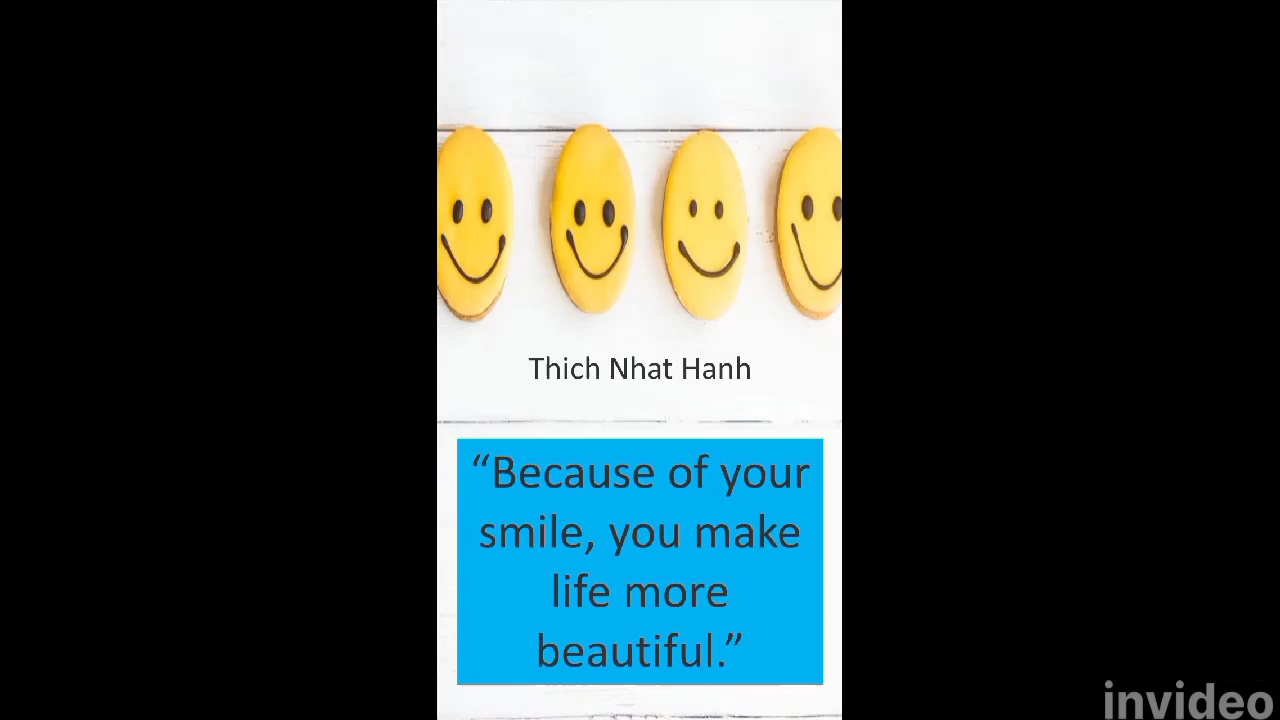 Thich Nhat Hanh
“Because of your
smile, you make
life more
beautiful.”
invideo